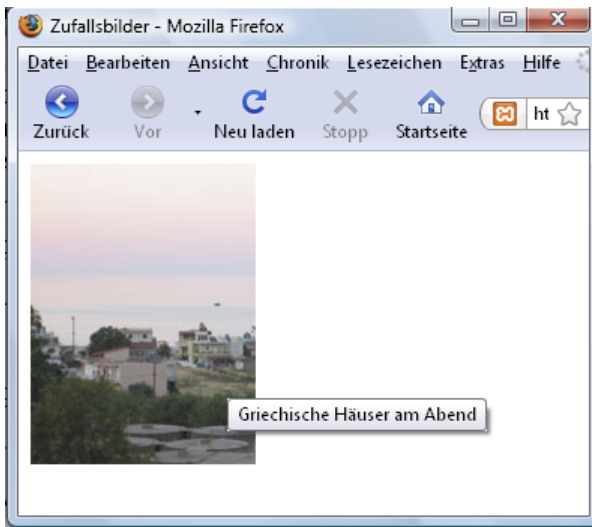 Zufallsbilder - Mozilla Firefox
Datei Bearbeiten Ansicht Chronik Lesezeichen Extras Hilfe
Zurück Vor Neu laden Stopp Startseite ht
Griechische Häuser am Abend